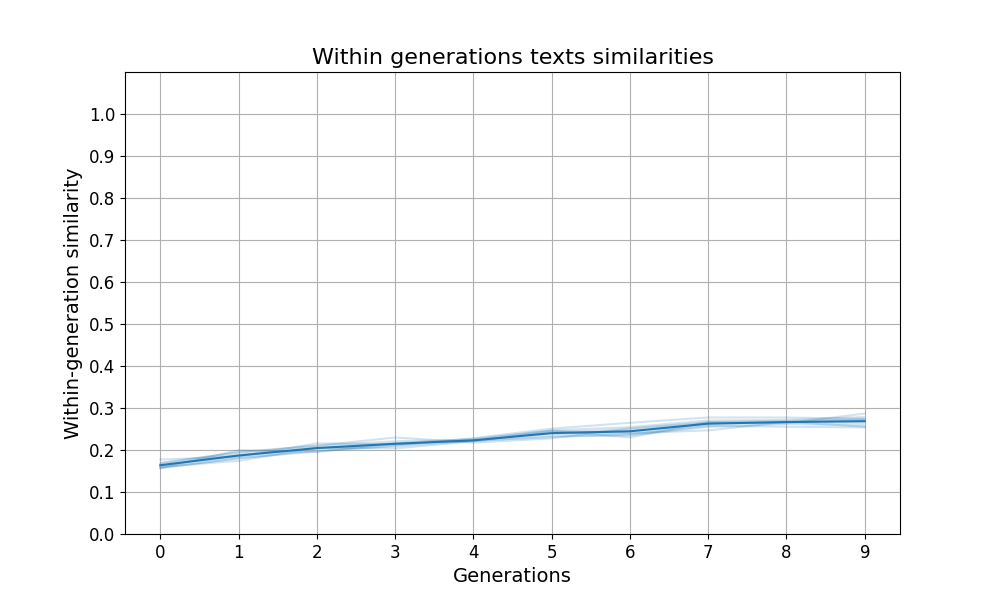 Within generations texts similarities
Within-generation similarity
1.0
0.9
0.8
0.7
0.6
0.5
0.4
0.3
0.2
0.1
0.0
0 1 2 3 4 5 6 7 8 9
Generations